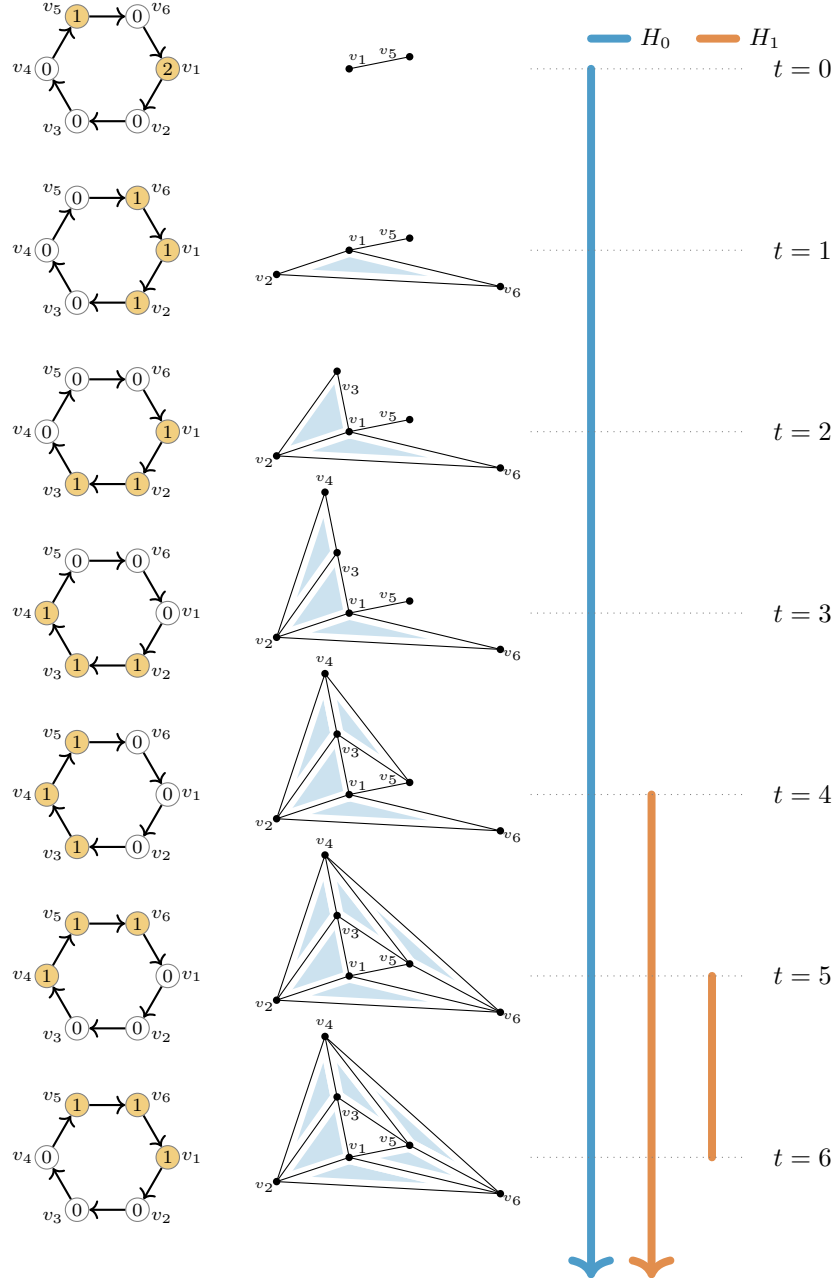 H₀ H₁
v₅ 1 0 v₆
v₁ v₅
v₄ 0 2 v₁
t = 0
v₃ 0 0 v₂
v₅ 0 1 v₆
v₁ v₅
v₄ 0 1 v₁
t = 1
v₂ v₆
v₃ 0 1 v₂
v₅ 0 0 v₆
v₃
v₁ v₅
v₄ 0 1 v₁
t = 2
v₂ v₆
v₃ 1 1 v₂
v₄
v₅ 0 0 v₆
v₃
v₁ v₅
v₄ 1 0 v₁
t = 3
v₂ v₆
v₃ 1 1 v₂
v₄
v₅ 1 0 v₆
v₃
v₁ v₅
v₄ 1 0 v₁
t = 4
v₂ v₆
v₃ 1 0 v₂
v₄
v₅ 1 1 v₆
v₃
v₁ v₅
v₄ 1 0 v₁
t = 5
v₂ v₆
v₃ 0 0 v₂
v₄
v₅ 1 1 v₆
v₃
v₁ v₅
v₄ 0 1 v₁
t = 6
v₂ v₆
v₃ 0 0 v₂